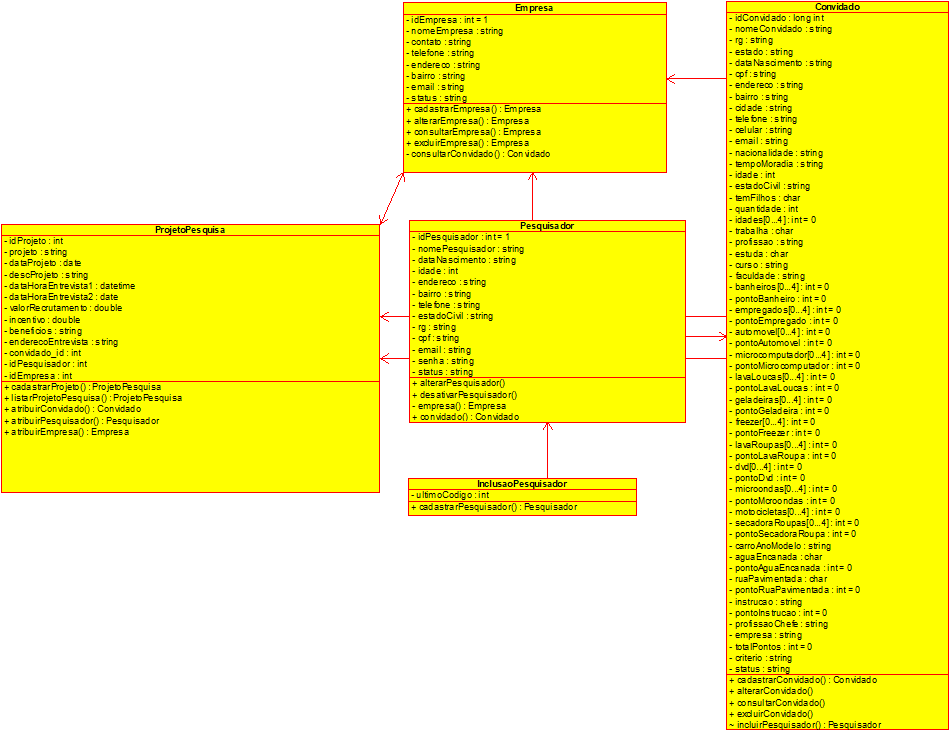 Empresa
- idEmpresa : int = 1
- nomeEmpresa : string
- contato : string
- telefone : string
- endereco : string
- bairro : string
- email : string
- status : string
+ cadastrarEmpresa() : Empresa
+ alterarEmpresa() : Empresa
+ consultarEmpresa() : Empresa
+ excluirEmpresa() : Empresa
- consultarConvidado() : Convidado
ProjetoPesquisa
- idProjeto : int
- projeto : string
- dataProjeto : date
- descProjeto : string
- dataHoraEntrevista1 : datetime
- dataHoraEntrevista2 : date
- valorRecrutamento : double
- incentivo : double
- beneficios : string
- enderecoEntrevista : string
- convidado_id : int
- idPesquisador : int
- idEmpresa : int
+ cadastrarProjeto() : ProjetoPesquisa
+ listarProjetoPesquisa() : ProjetoPesquisa
+ atribuirConvidado() : Convidado
+ atribuirPesquisador() : Pesquisador
+ atribuirEmpresa() : Empresa
Pesquisador
- idPesquisador : int = 1
- nomePesquisador : string
- dataNascimento : string
- idade : int
- endereco : string
- bairro : string
- telefone : string
- estadoCivil : string
- rg : string
- cpf : string
- email : string
- senha : string
- status : string
+ alterarPesquisador()
+ desativarPesquisador()
- empresa() : Empresa
+ convidado() : Convidado
InclusaoPesquisador
- ultimoCodigo : int
+ cadastrarPesquisador() : Pesquisador
Convidado
- idConvidado : long int
- nomeConvidado : string
- rg : string
- estado : string
- dataNascimento : string
- cpf : string
- endereco : string
- bairro : string
- cidade : string
- telefone : string
- celular : string
- email : string
- nacionalidade : string
- tempoMoradia : string
- idade : int
- estadoCivil : string
- temFilhos : char
- quantidade : int
- idades[0...4] : int = 0
- trabalha : char
- profissao : string
- estuda : char
- curso : string
- faculdade : string
- banheiros[0...4] : int = 0
- pontoBanheiro : int = 0
- empregados[0...4] : int = 0
- pontoEmpregado : int = 0
- automovel[0...4] : int = 0
- pontoAutomovel : int = 0
- microcomputador[0...4] : int = 0
- pontoMicrocomputador : int = 0
- lavaLoucas[0...4] : int = 0
- pontoLavaLoucas : int = 0
- geladeiras[0...4] : int = 0
- pontoGeladeira : int = 0
- freezer[0...4] : int = 0
- pontoFreezer : int = 0
- lavaRoupas[0...4] : int = 0
- pontoLavaRoupa : int = 0
- dvd[0...4] : int = 0
- pontoDvd : int = 0
- microondas[0...4] : int = 0
- pontoMicroondas : int = 0
- motocicletas[0...4] : int = 0
- secadoraRoupas[0...4] : int = 0
- pontoSecadoraRoupa : int = 0
- carroAnoModelo : string
- aguaEncanada : char
- pontoAguaEncanada : int = 0
- ruaPavimentada : char
- pontoRuaPavimentada : int = 0
- instrucao : string
- pontoInstrucao : int = 0
- profissaoChefe : string
- empresa : string
- totalPontos : int = 0
- criterio : string
- status : string
+ cadastrarConvidado() : Convidado
+ alterarConvidado()
+ consultarConvidado()
+ excluirConvidado()
~ incluirPesquisador() : Pesquisador